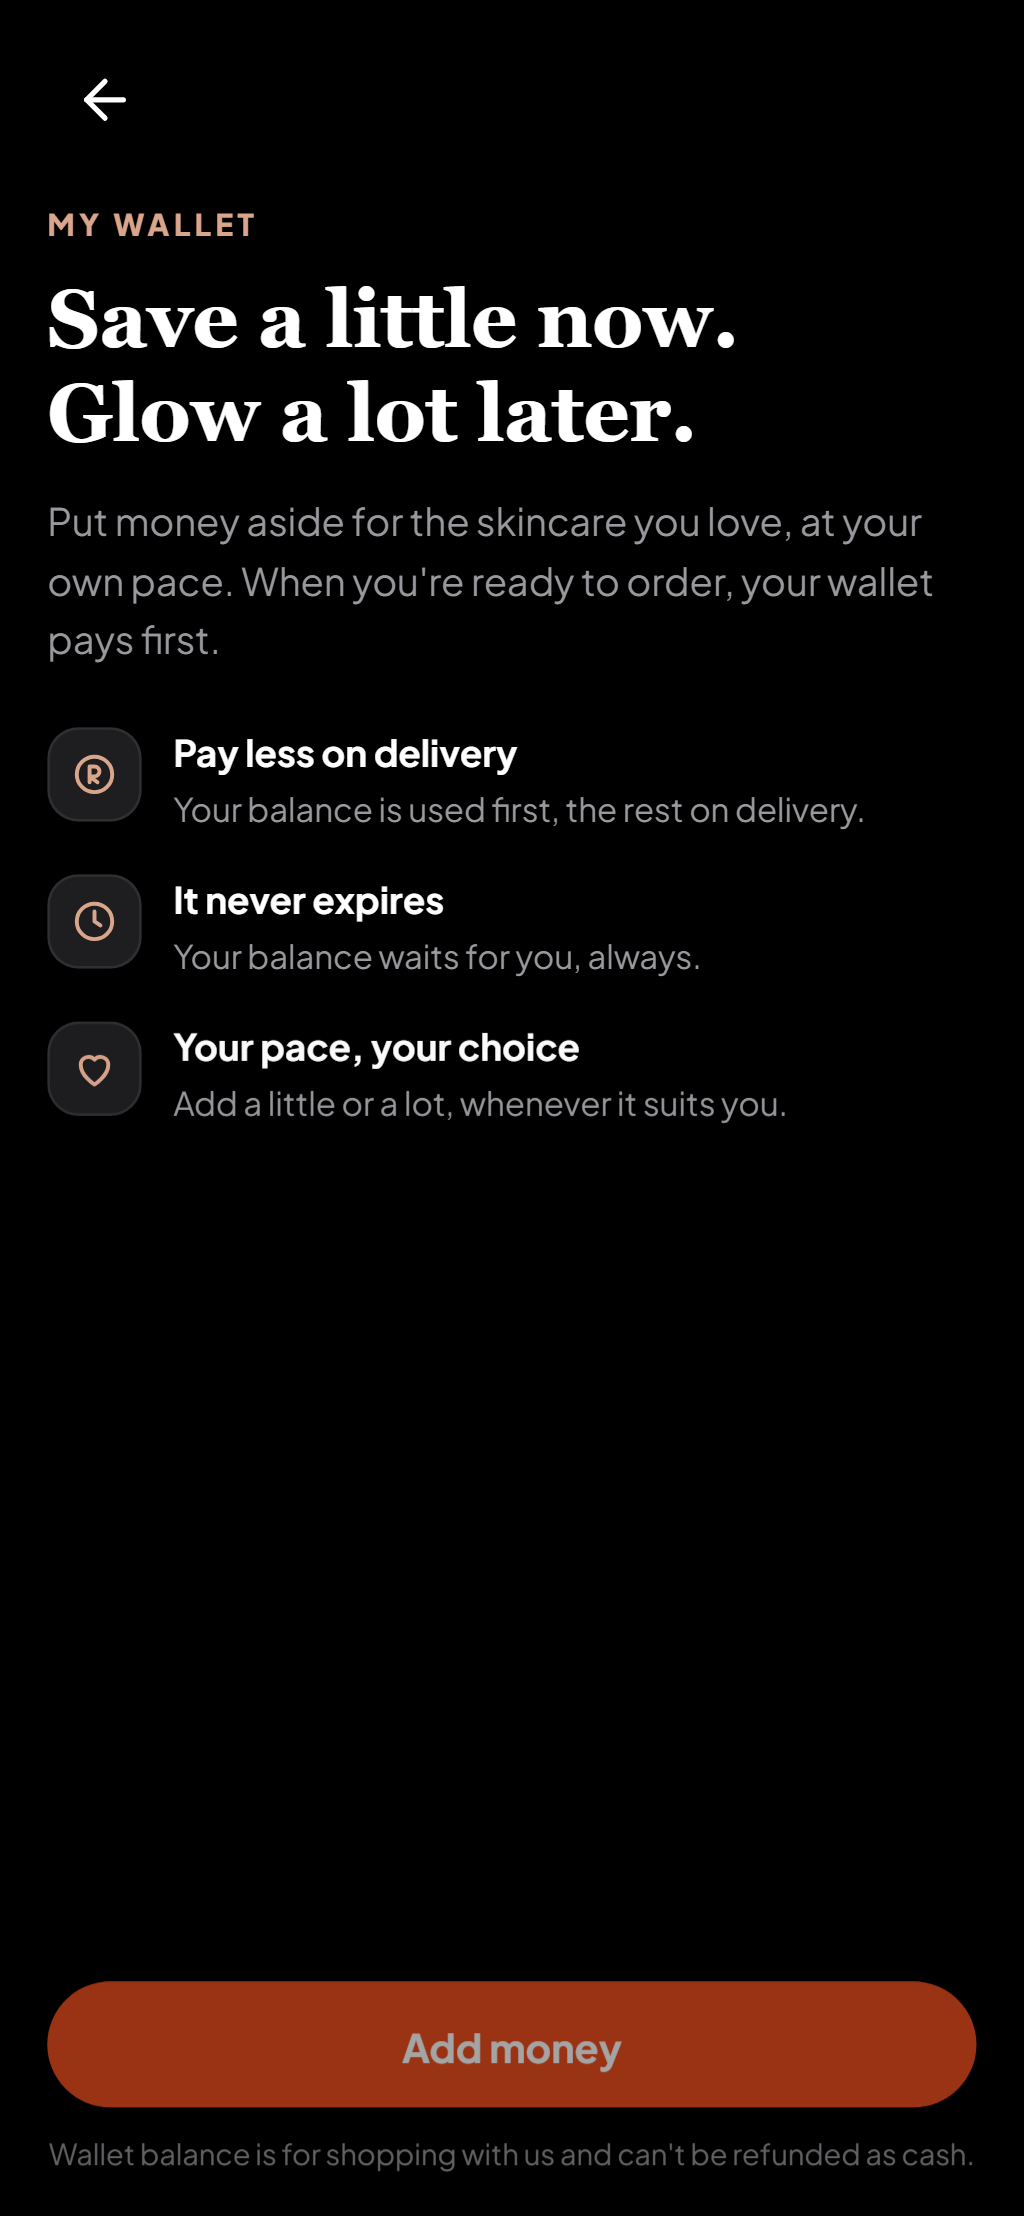 MY WALLET
Save a little now.
Glow a lot later.
Put money aside for the skincare you love, at your
own pace. When you're ready to order, your wallet
pays first.
R
Pay less on delivery
Your balance is used first, the rest on delivery.
It never expires
Your balance waits for you, always.
Your pace, your choice
Add a little or a lot, whenever it suits you.
Add money
Wallet balance is for shopping with us and can't be refunded as cash.